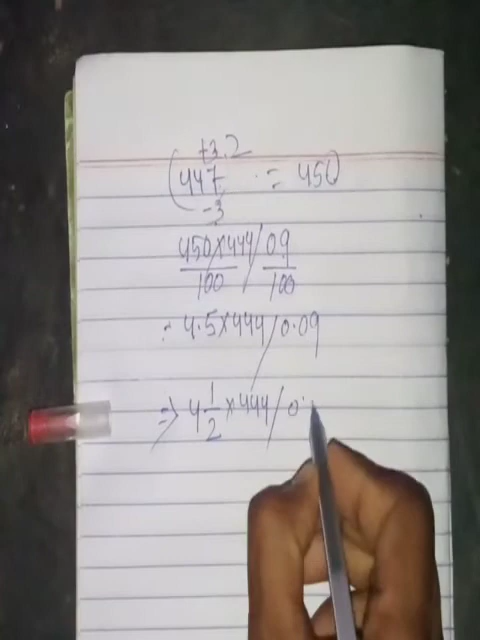 +3.2
447 = 450
-3
450×444/09
100 100
= 4.5×444/0.09
⇒ 4 1/2 ×444/0.